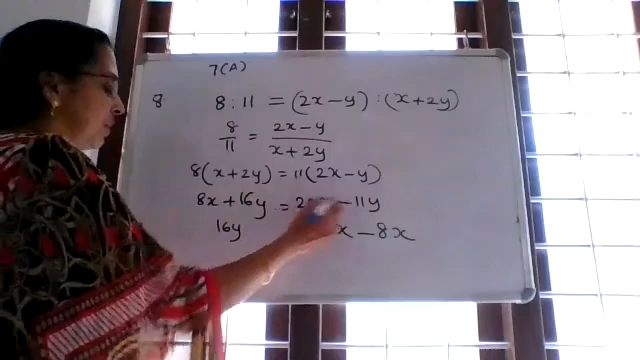 7(A)
8 8 : 11 = (2x – y) : (x + 2y)
8/11 = 2x – y / x + 2y
8(x + 2y) = 11(2x – y)
8x + 16y = 2 – 11y
16y x – 8x